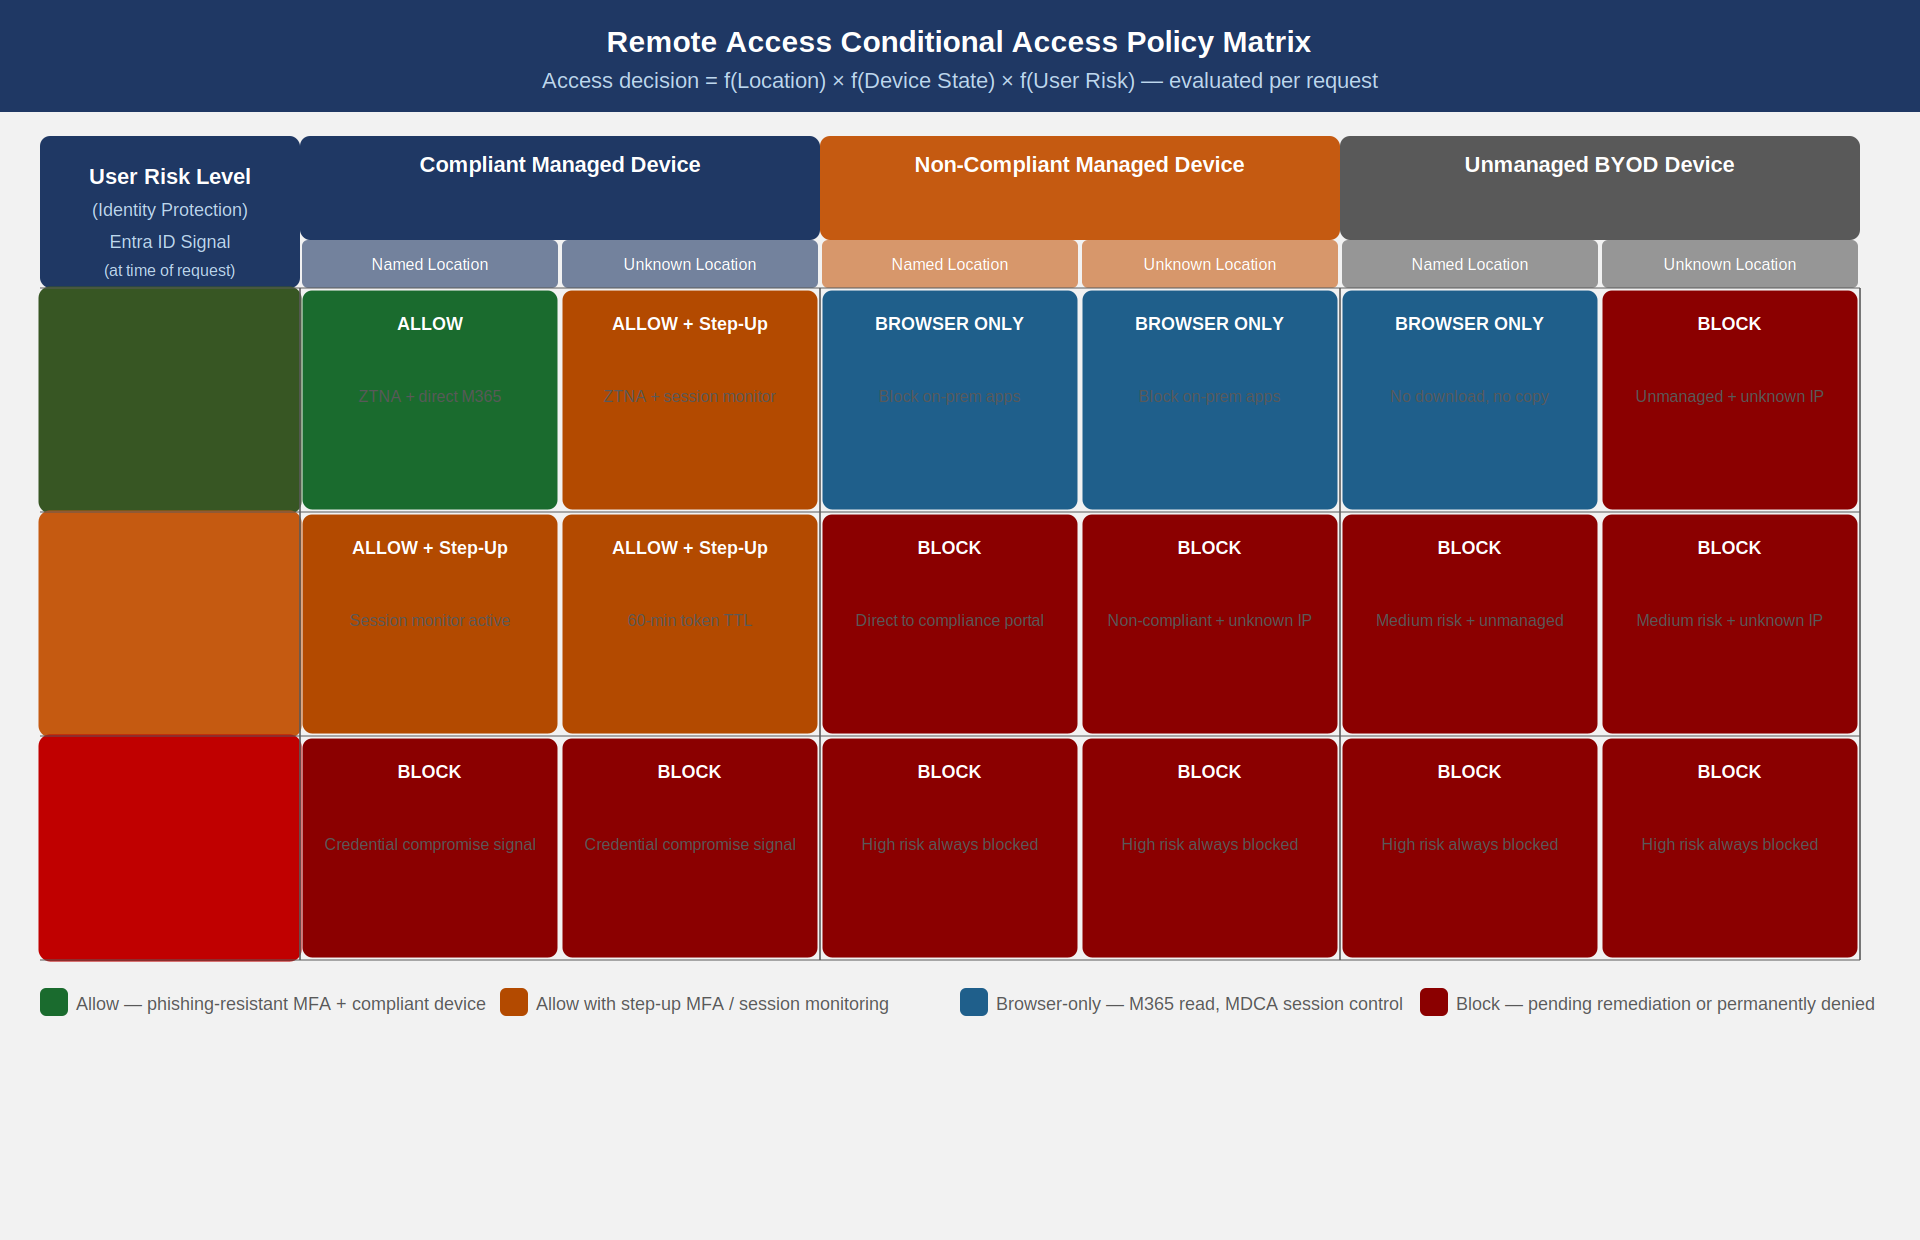 Remote Access Conditional Access Policy Matrix
Access decision = f(Location) × f(Device State) × f(User Risk) — evaluated per request
User Risk Level
(Identity Protection)
Entra ID Signal
(at time of request)
Compliant Managed Device
Non-Compliant Managed Device
Unmanaged BYOD Device
Named Location
Unknown Location
Named Location
Unknown Location
Named Location
Unknown Location
ALLOW
ZTNA + direct M365
ALLOW + Step-Up
ZTNA + session monitor
BROWSER ONLY
Block on-prem apps
BROWSER ONLY
Block on-prem apps
BROWSER ONLY
No download, no copy
BLOCK
Unmanaged + unknown IP
ALLOW + Step-Up
Session monitor active
ALLOW + Step-Up
60-min token TTL
BLOCK
Direct to compliance portal
BLOCK
Non-compliant + unknown IP
BLOCK
Medium risk + unmanaged
BLOCK
Medium risk + unknown IP
BLOCK
Credential compromise signal
BLOCK
Credential compromise signal
BLOCK
High risk always blocked
BLOCK
High risk always blocked
BLOCK
High risk always blocked
BLOCK
High risk always blocked
Allow — phishing-resistant MFA + compliant device
Allow with step-up MFA / session monitoring
Browser-only — M365 read, MDCA session control
Block — pending remediation or permanently denied